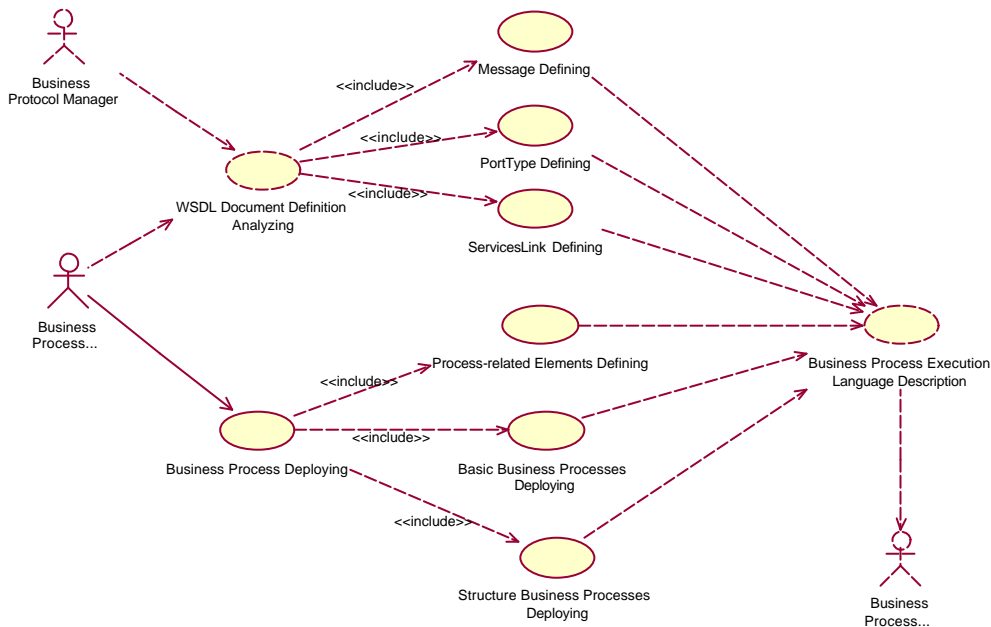 Business
Protocol Manager
Message Defining
<<include>>
<<include>>
PortType Defining
<<include>>
WSDL Document Definition
Analyzing
ServicesLink Defining
Business
Process...
Process-related Elements Defining
Business Process Execution
Language Description
<<include>>
<<include>>
Business Process Deploying
Basic Business Processes
Deploying
<<include>>
Structure Business Processes
Deploying
Business
Process...